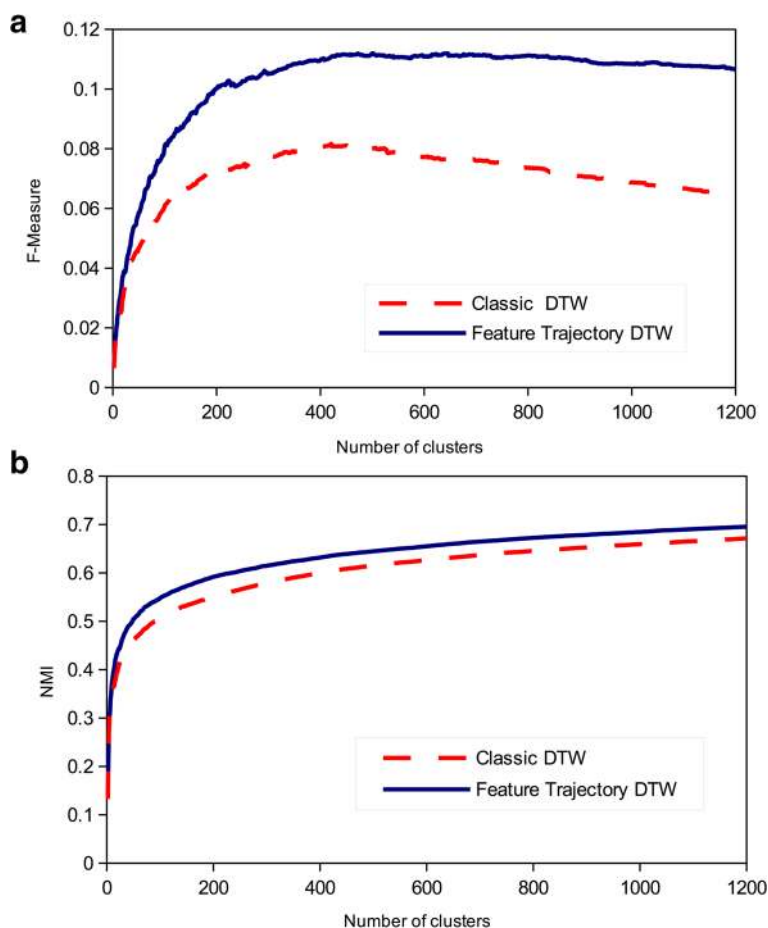 a
0.12
0.1
0.08
0.06
0.04
0.02
0
F-Measure
Classic DTW
Feature Trajectory DTW
0 200 400 600 800 1000 1200
Number of clusters
b
0.8
0.7
0.6
0.5
0.4
0.3
0.2
0.1
0
NMI
Classic DTW
Feature Trajectory DTW
0 200 400 600 800 1000 1200
Number of clusters